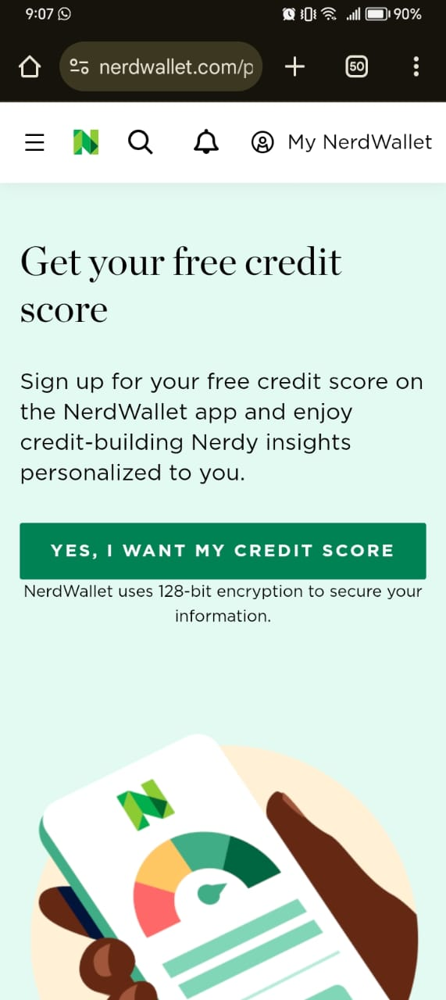 9:07 90%
nerdwallet.com/p 50
My NerdWallet
Get your free credit
score
Sign up for your free credit score on
the NerdWallet app and enjoy
credit-building Nerdy insights
personalized to you.
YES, I WANT MY CREDIT SCORE
NerdWallet uses 128-bit encryption to secure your
information.